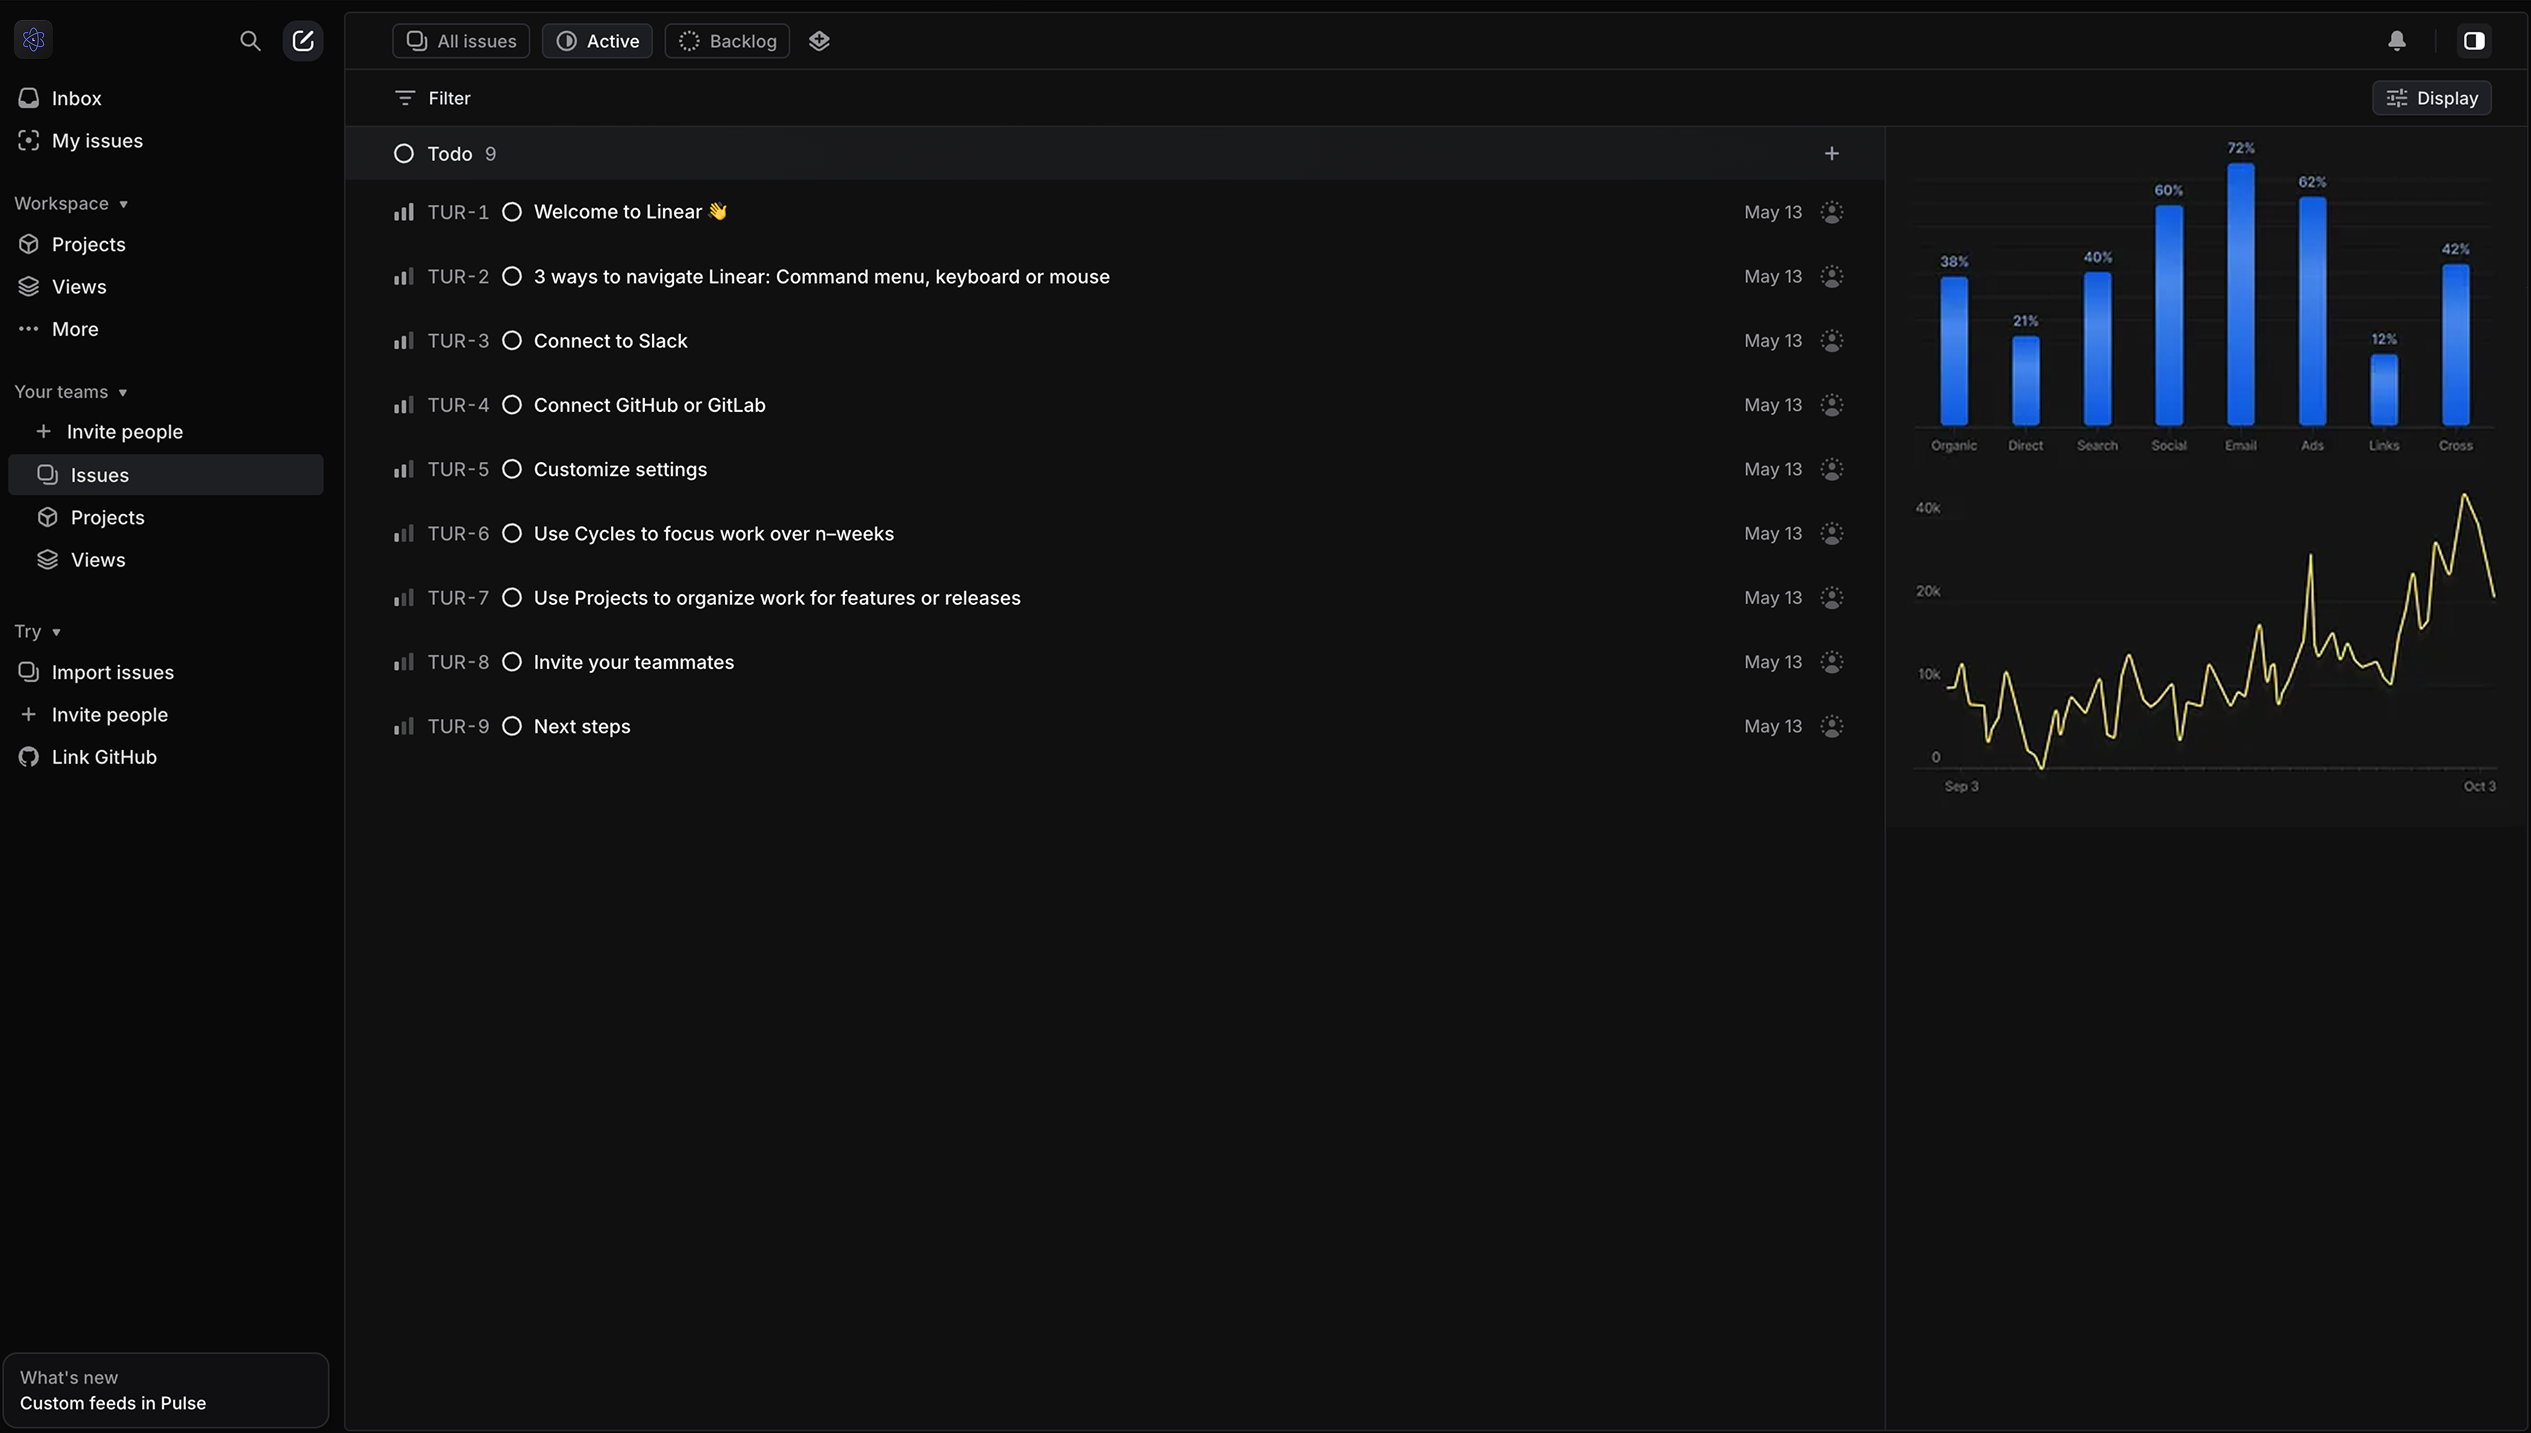 Inbox
My issues
Workspace
Projects
Views
More
Your teams
Invite people
Issues
Projects
Views
Try
Import issues
Invite people
Link GitHub
What's new
Custom feeds in Pulse
All issues
Active
Backlog
Filter
Display
Todo 9
TUR-1 Welcome to Linear 👋 May 13
TUR-2 3 ways to navigate Linear: Command menu, keyboard or mouse May 13
TUR-3 Connect to Slack May 13
TUR-4 Connect GitHub or GitLab May 13
TUR-5 Customize settings May 13
TUR-6 Use Cycles to focus work over n–weeks May 13
TUR-7 Use Projects to organize work for features or releases May 13
TUR-8 Invite your teammates May 13
TUR-9 Next steps May 13
38% 21% 40% 60% 72% 62% 12% 42%
Organic Direct Search Social Email Ads Links Cross
40k
20k
10k
0
Sep 3 Oct 3